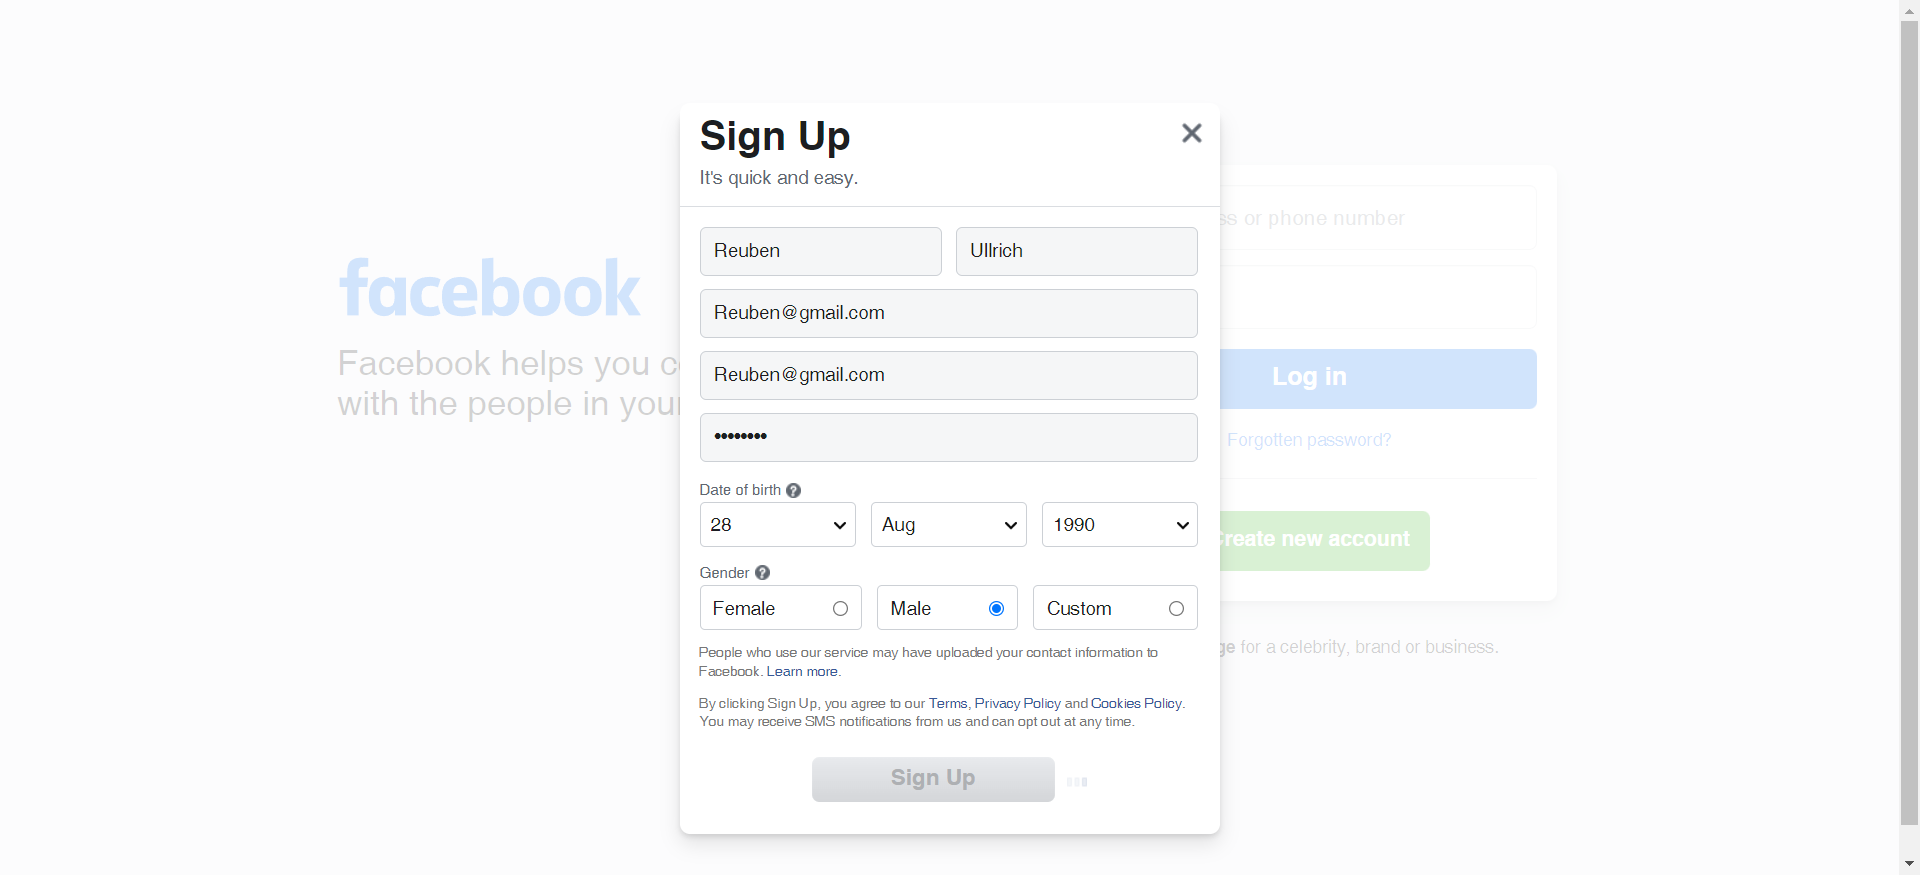 Sign Up
It's quick and easy.
Reuben
Ullrich
Reuben@gmail.com
Reuben@gmail.com
••••••••
Date of birth ?
28
Aug
1990
Gender ?
Female
Male
Custom
People who use our service may have uploaded your contact information to
Facebook. Learn more.
By clicking Sign Up, you agree to our Terms, Privacy Policy and Cookies Policy.
You may receive SMS notifications from us and can opt out at any time.
Sign Up
facebook
Facebook helps you
with the people in your
or phone number
Log in
Forgotten password?
Create new account
for a celebrity, brand or business.